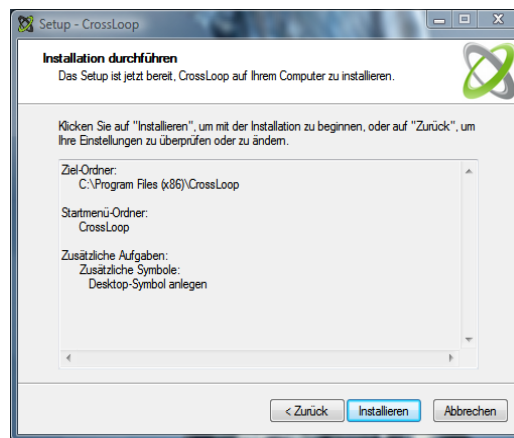 Setup - CrossLoop
Installation durchführen
Das Setup ist jetzt bereit, CrossLoop auf Ihrem Computer zu installieren.
Klicken Sie auf "Installieren", um mit der Installation zu beginnen, oder auf "Zurück", um
Ihre Einstellungen zu überprüfen oder zu ändern.
Ziel-Ordner:
C:\Program Files (x86)\CrossLoop
Startmenü-Ordner:
CrossLoop
Zusätzliche Aufgaben:
Zusätzliche Symbole:
Desktop-Symbol anlegen
< Zurück Installieren Abbrechen